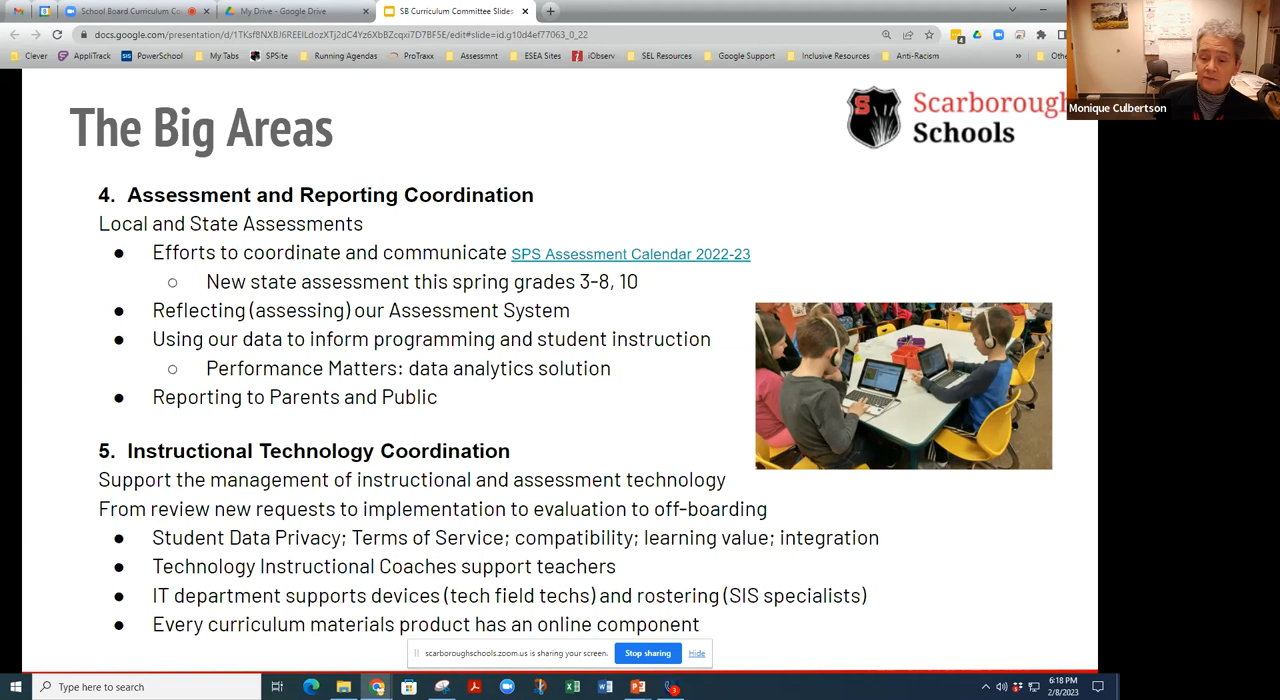 School Board Curriculum Co
My Drive - Google Drive
SB Curriculum Committee Slides
docs.google.com/presentation/d/1TKsf8NXBJ6REEILdozXTj2dC4Yz6XbBZcqxi7D7BF5E/edit#slide=id.g10d4ef77063_0_22
Clever
AppliTrack
PowerSchool
My Tabs
SPSite
Running Agendas
ProTraxx
Assessmnt
ESEA Sites
iObserv
SEL Resources
Google Support
Inclusive Resources
Anti-Racism
»
Othe
Monique Culbertson
The Big Areas
S
Scarborough
Schools
4. Assessment and Reporting Coordination
Local and State Assessments
● Efforts to coordinate and communicate SPS Assessment Calendar 2022-23
○ New state assessment this spring grades 3-8, 10
● Reflecting (assessing) our Assessment System
● Using our data to inform programming and student instruction
○ Performance Matters: data analytics solution
● Reporting to Parents and Public
5. Instructional Technology Coordination
Support the management of instructional and assessment technology
From review new requests to implementation to evaluation to off-boarding
● Student Data Privacy; Terms of Service; compatibility; learning value; integration
● Technology Instructional Coaches support teachers
● IT department supports devices (tech field techs) and rostering (SIS specialists)
● Every curriculum materials product has an online component
scarboroughschools.zoom.us is sharing your screen.
Stop sharing
Hide
Type here to search
6:18 PM
2/8/2023